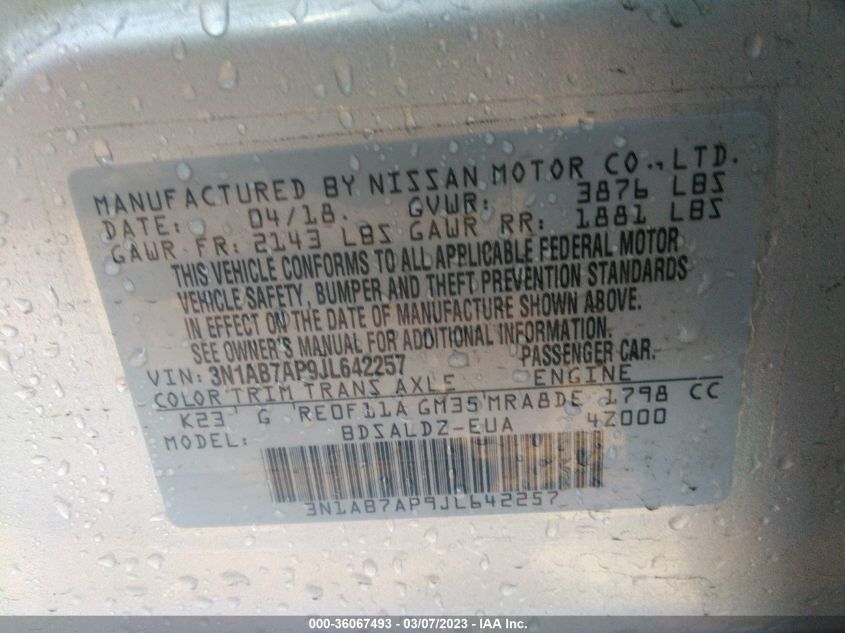 MANUFACTURED BY NISSAN MOTOR CO., LTD.
DATE: 04/18. GVWR: 3876 LBS
GAWR FR: 2143 LBS GAWR RR: 1881 LBS
THIS VEHICLE CONFORMS TO ALL APPLICABLE FEDERAL MOTOR
VEHICLE SAFETY, BUMPER AND THEFT PREVENTION STANDARDS
IN EFFECT ON THE DATE OF MANUFACTURE SHOWN ABOVE.
SEE OWNER'S MANUAL FOR ADDITIONAL INFORMATION.
VIN: 3N1AB7AP9JL642257 PASSENGER CAR.
COLOR TRIM TRANS AXLE ENGINE
K23 G RE0F11A GM35 MRA8DE 1798 CC
MODEL: BDSALDZ-EUA 4Z000
3N1AB7AP9JL642257
000-36067493 - 03/07/2023 - IAAI Inc.